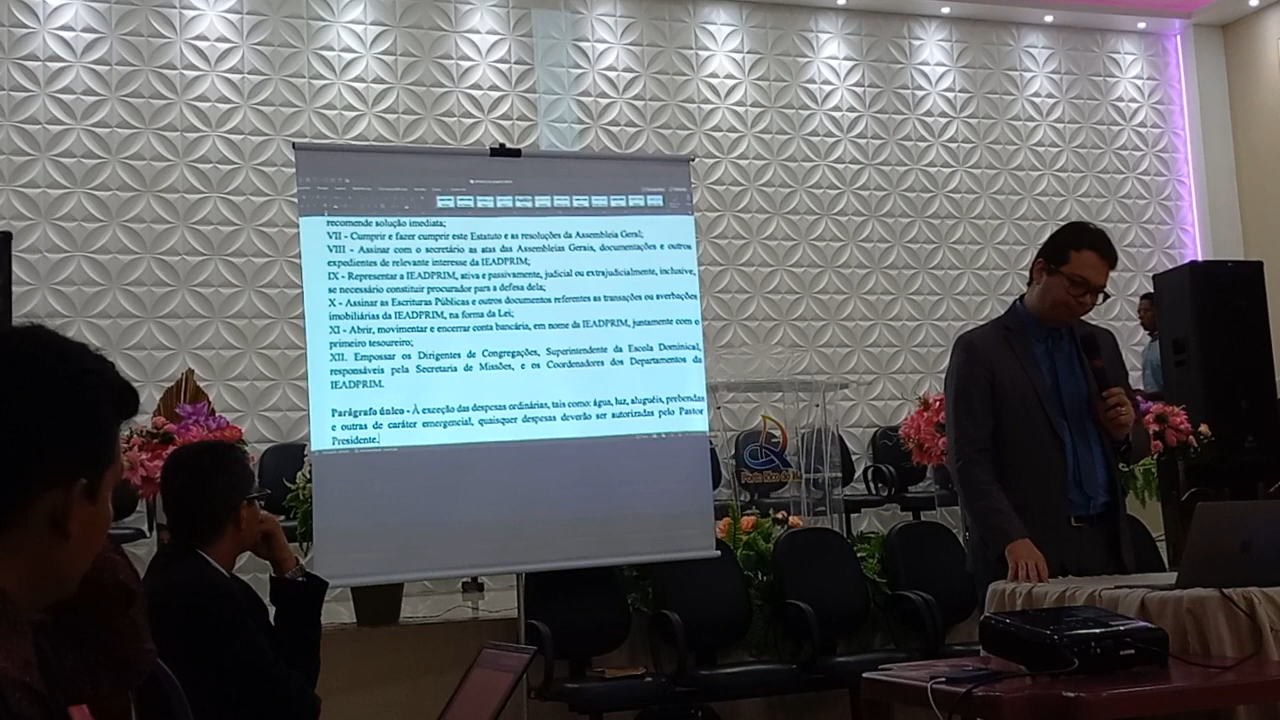 recomende solução imediata;
VII - Cumprir e fazer cumprir este Estatuto e as resoluções da Assembleia Geral;
VIII - Assinar com o secretário as atas das Assembleias Gerais, documentações e outros
expedientes de relevante interesse da IEADPRIM;
IX - Representar a IEADPRIM, ativa e passivamente, judicial ou extrajudicialmente, inclusive,
se necessário constituir procurador para a defesa dela;
X - Assinar as Escrituras Públicas e outros documentos referentes as transações ou averbações
imobiliárias da IEADPRIM, na forma da Lei;
XI - Abrir, movimentar e encerrar conta bancária, em nome da IEADPRIM, juntamente com o
primeiro tesoureiro;
XII. Empossar os Dirigentes de Congregações, Superintendente da Escola Dominical,
responsáveis pela Secretaria de Missões, e os Coordenadores dos Departamentos da
IEADPRIM.
Parágrafo único - À exceção das despesas ordinárias, tais como: água, luz, aluguéis, prebendas
e outras de caráter emergencial, quaisquer despesas deverão ser autorizadas pelo Pastor
Presidente.